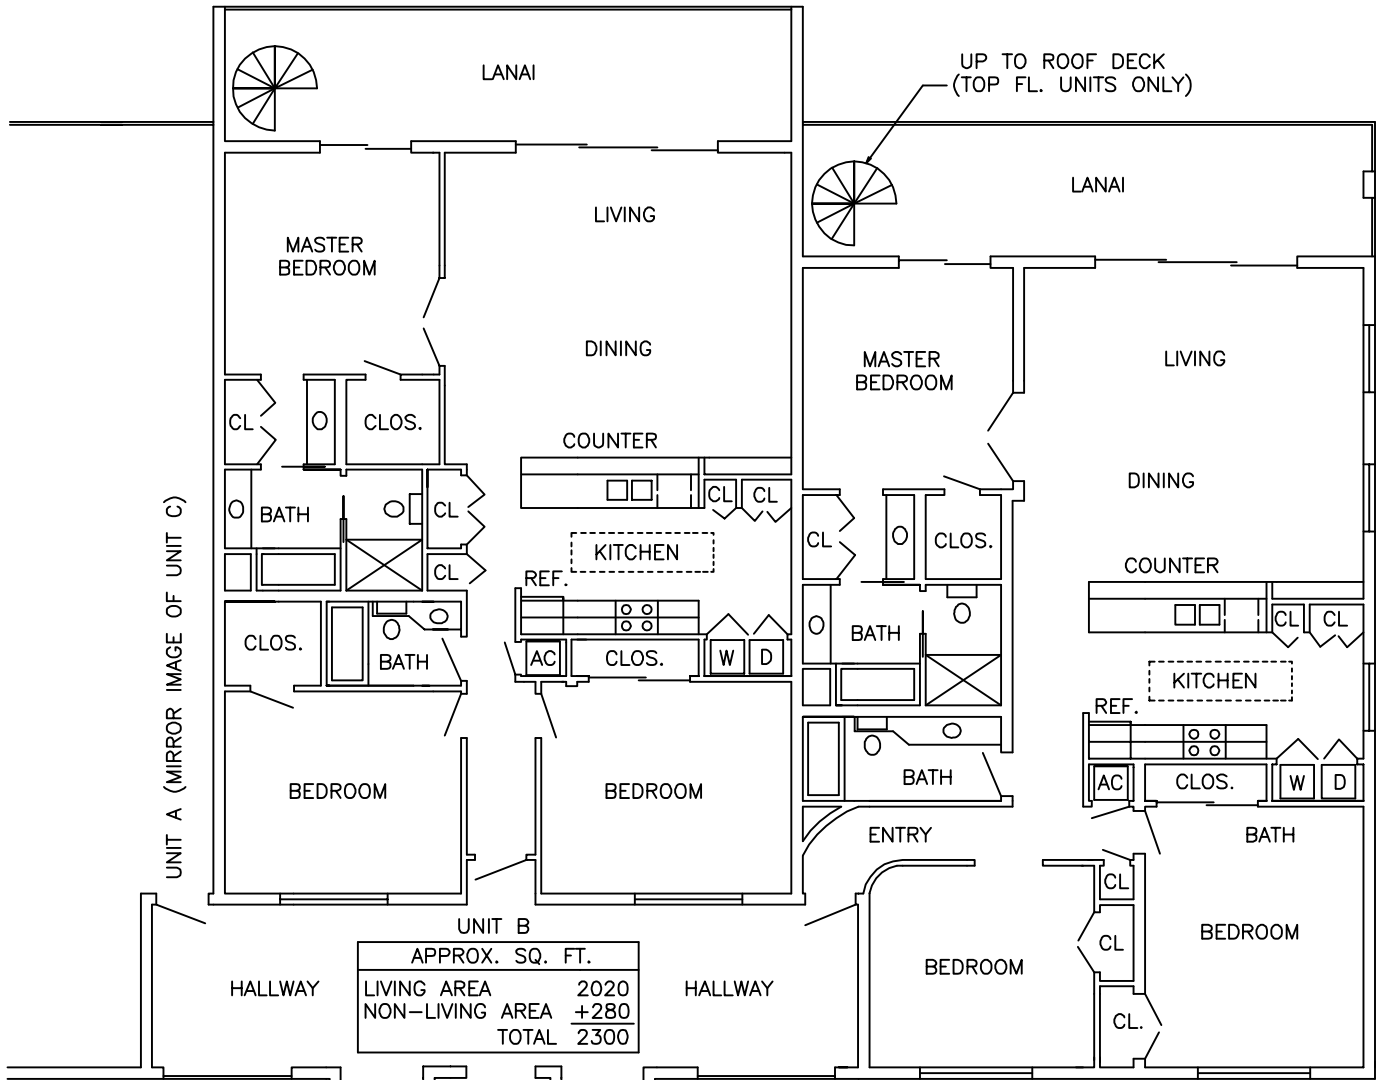 UP TO ROOF DECK
(TOP FL. UNITS ONLY)
LANAI
LANAI
LIVING
MASTER
BEDROOM
DINING
MASTER
BEDROOM
LIVING
CL
CLOS.
COUNTER
DINING
CL
CL
CL
BATH
CL
CLOS.
KITCHEN
COUNTER
CL
REF.
UNIT A (MIRROR IMAGE OF UNIT C)
CL
CL
BATH
CLOS.
BATH
AC
CLOS.
W
D
KITCHEN
REF.
BATH
AC
CLOS.
W
D
BEDROOM
BEDROOM
ENTRY
BATH
CL
UNIT B
APPROX. SQ. FT.
LIVING AREA 2020
NON-LIVING AREA +280
TOTAL 2300
HALLWAY
HALLWAY
BEDROOM
CL
BEDROOM
CL.